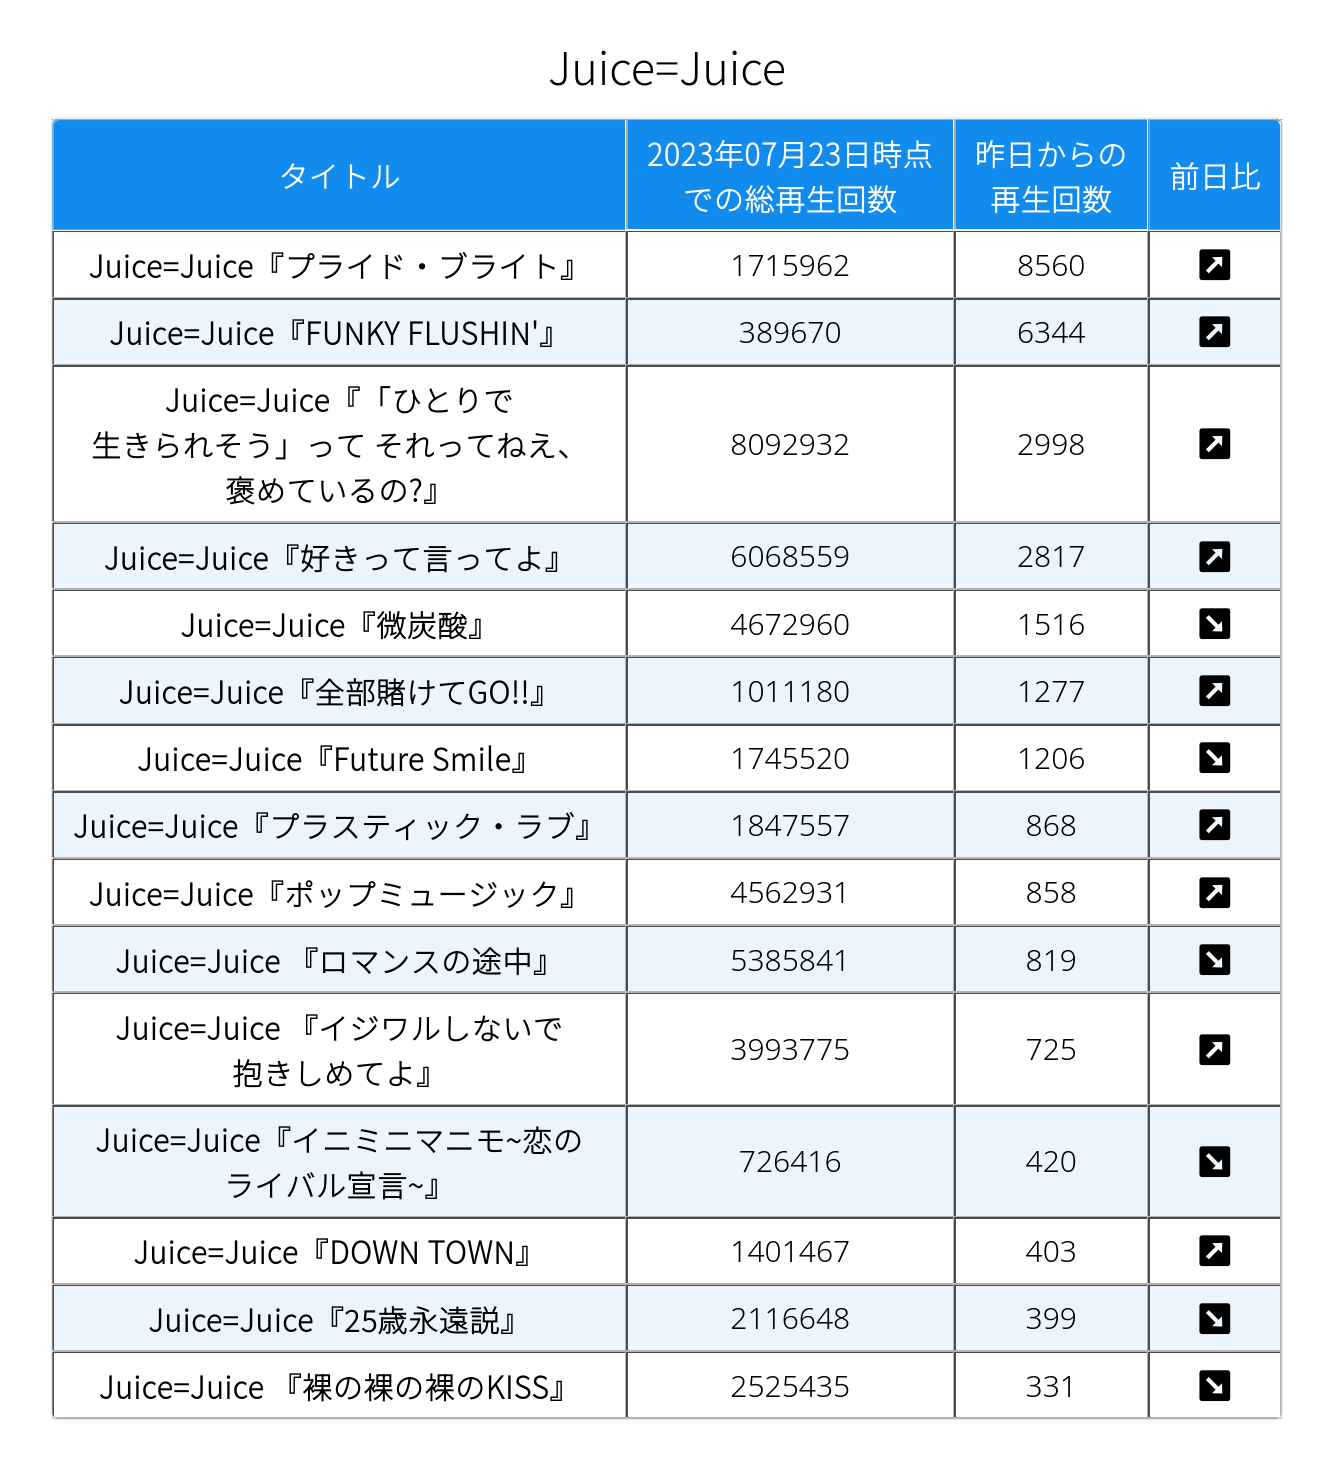 Juice=Juice
タイトル
2023年07月23日時点
での総再生回数
昨日からの
再生回数
前日比
Juice=Juice『プライド・ブライト』 1715962 8560
Juice=Juice『FUNKY FLUSHIN'』 389670 6344
Juice=Juice『「ひとりで
生きられそう」って それってねえ、
褒めているの?』
8092932 2998
Juice=Juice『好きって言ってよ』 6068559 2817
Juice=Juice『微炭酸』 4672960 1516
Juice=Juice『全部賭けてGO!!』 1011180 1277
Juice=Juice『Future Smile』 1745520 1206
Juice=Juice『プラスティック・ラブ』 1847557 868
Juice=Juice『ポップミュージック』 4562931 858
Juice=Juice 『ロマンスの途中』 5385841 819
Juice=Juice 『イジワルしないで
抱きしめてよ』
3993775 725
Juice=Juice『イニミニマニモ~恋の
ライバル宣言~』
726416 420
Juice=Juice『DOWN TOWN』 1401467 403
Juice=Juice『25歳永遠説』 2116648 399
Juice=Juice 『裸の裸の裸のKISS』 2525435 331